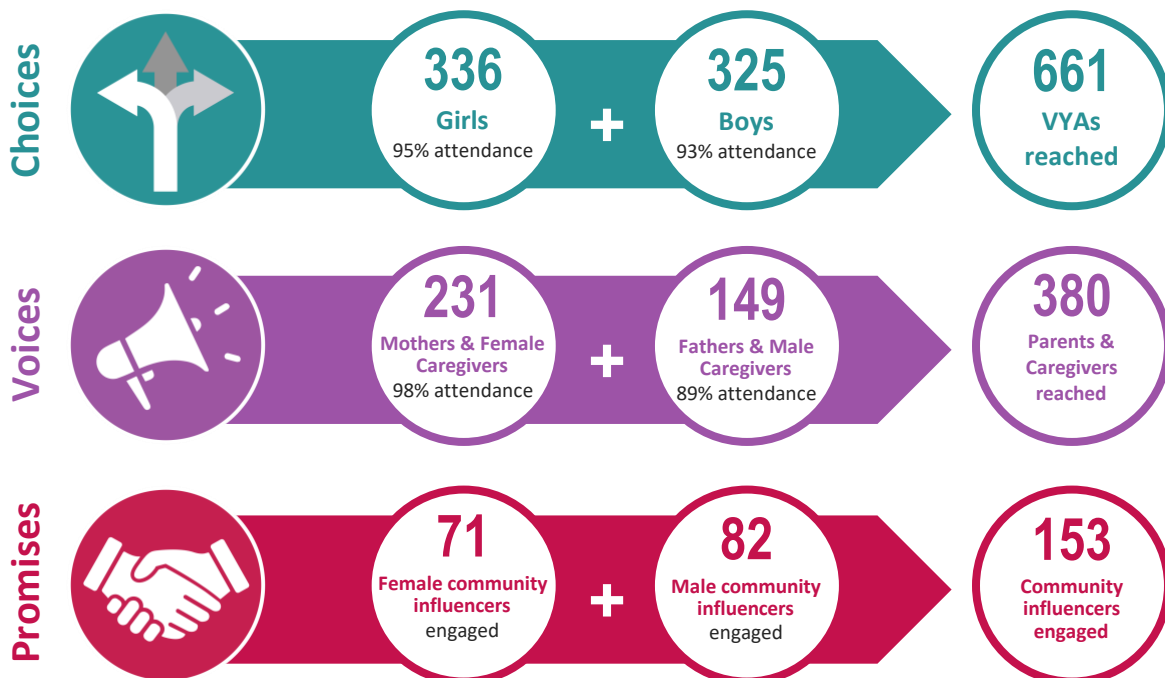 Choices
336
Girls
95% attendance
+
325
Boys
93% attendance
661
VYAs
reached
Voices
231
Mothers & Female
Caregivers
98% attendance
+
149
Fathers & Male
Caregivers
89% attendance
380
Parents &
Caregivers
reached
Promises
71
Female community
influencers
engaged
+
82
Male community
influencers
engaged
153
Community
influencers
engaged